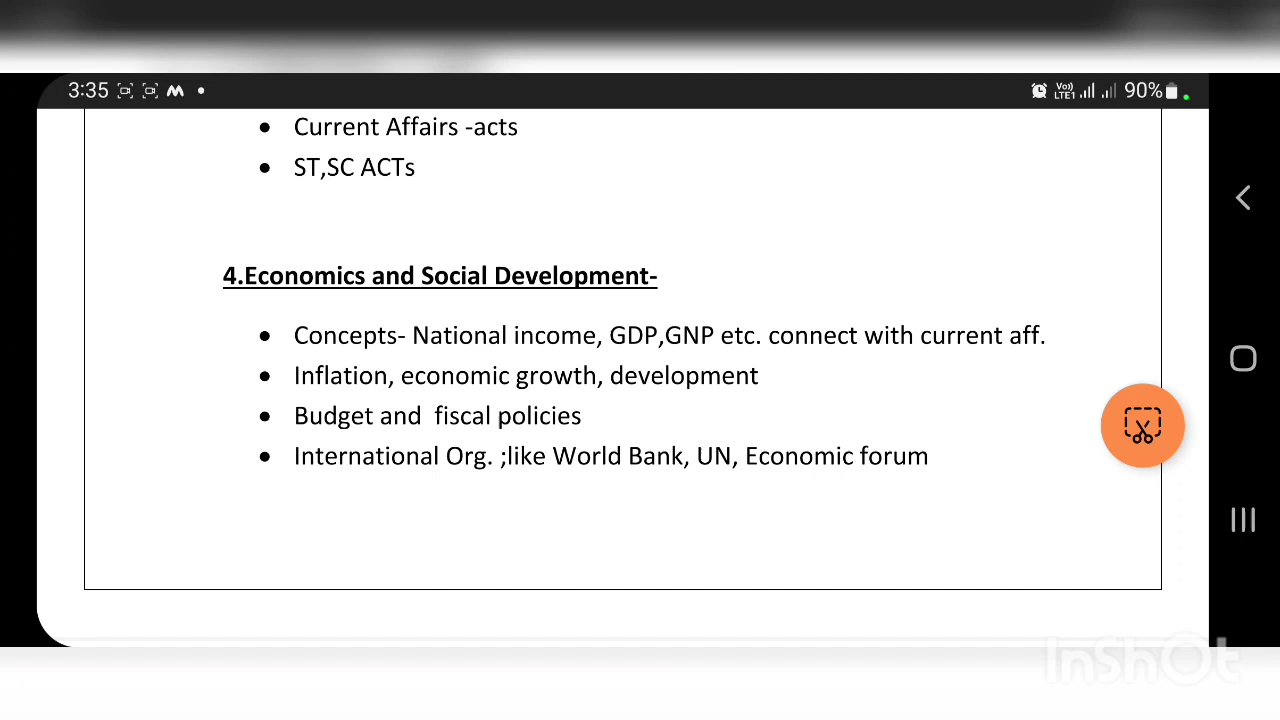 3:35 90%
Vo))
LTE1
• Current Affairs -acts
• ST,SC ACTs
4.Economics and Social Development-
• Concepts- National income, GDP,GNP etc. connect with current aff.
• Inflation, economic growth, development
• Budget and  fiscal policies
• International Org. ;like World Bank, UN, Economic forum
InShOt